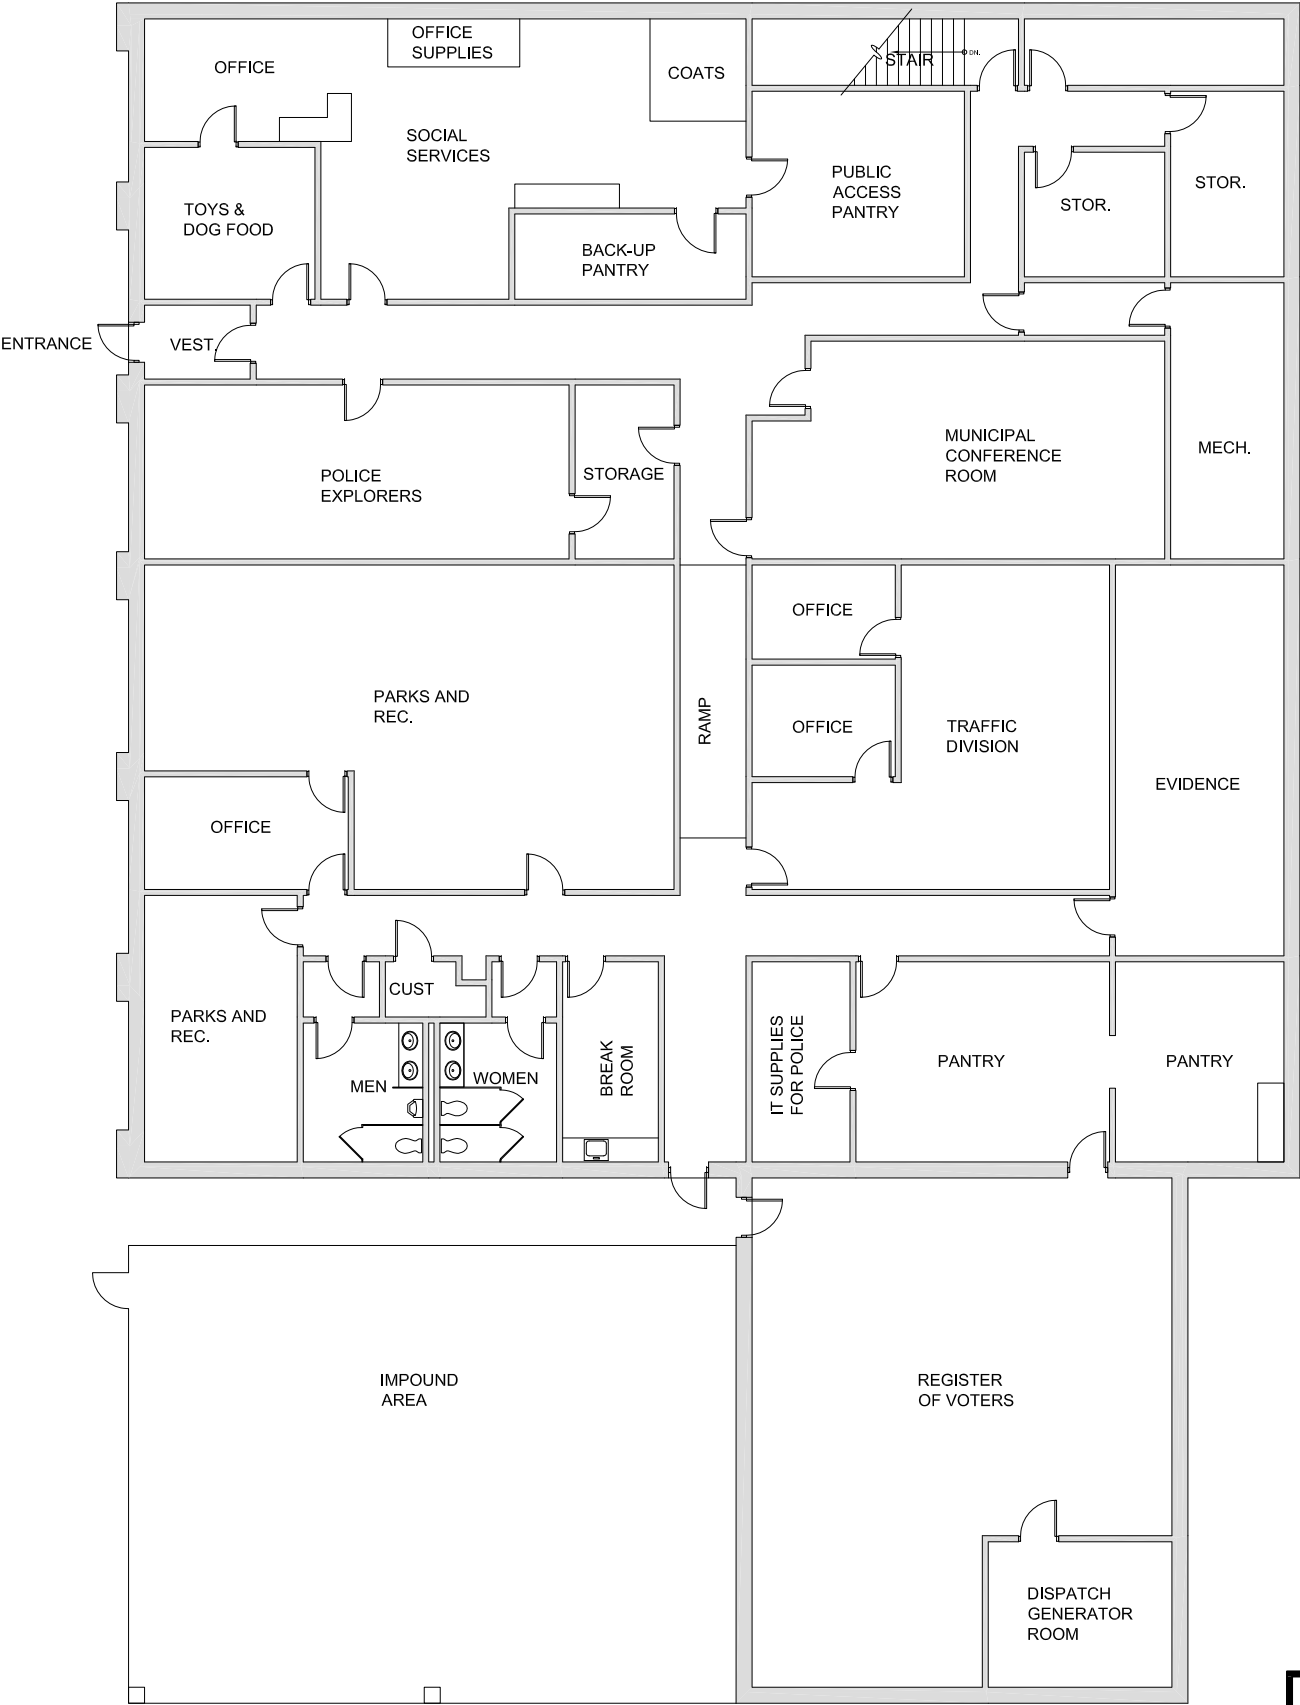 OFFICE
OFFICE
SUPPLIES
COATS
STAIR
DN.
SOCIAL
SERVICES
PUBLIC
ACCESS
PANTRY
STOR.
STOR.
TOYS &
DOG FOOD
BACK-UP
PANTRY
ENTRANCE
VEST.
POLICE
EXPLORERS
STORAGE
MUNICIPAL
CONFERENCE
ROOM
MECH.
OFFICE
PARKS AND
REC.
RAMP
OFFICE
TRAFFIC
DIVISION
EVIDENCE
OFFICE
PARKS AND
REC.
CUST
MEN
WOMEN
BREAK
ROOM
IT SUPPLIES
FOR POLICE
PANTRY
PANTRY
IMPOUND
AREA
REGISTER
OF VOTERS
DISPATCH
GENERATOR
ROOM